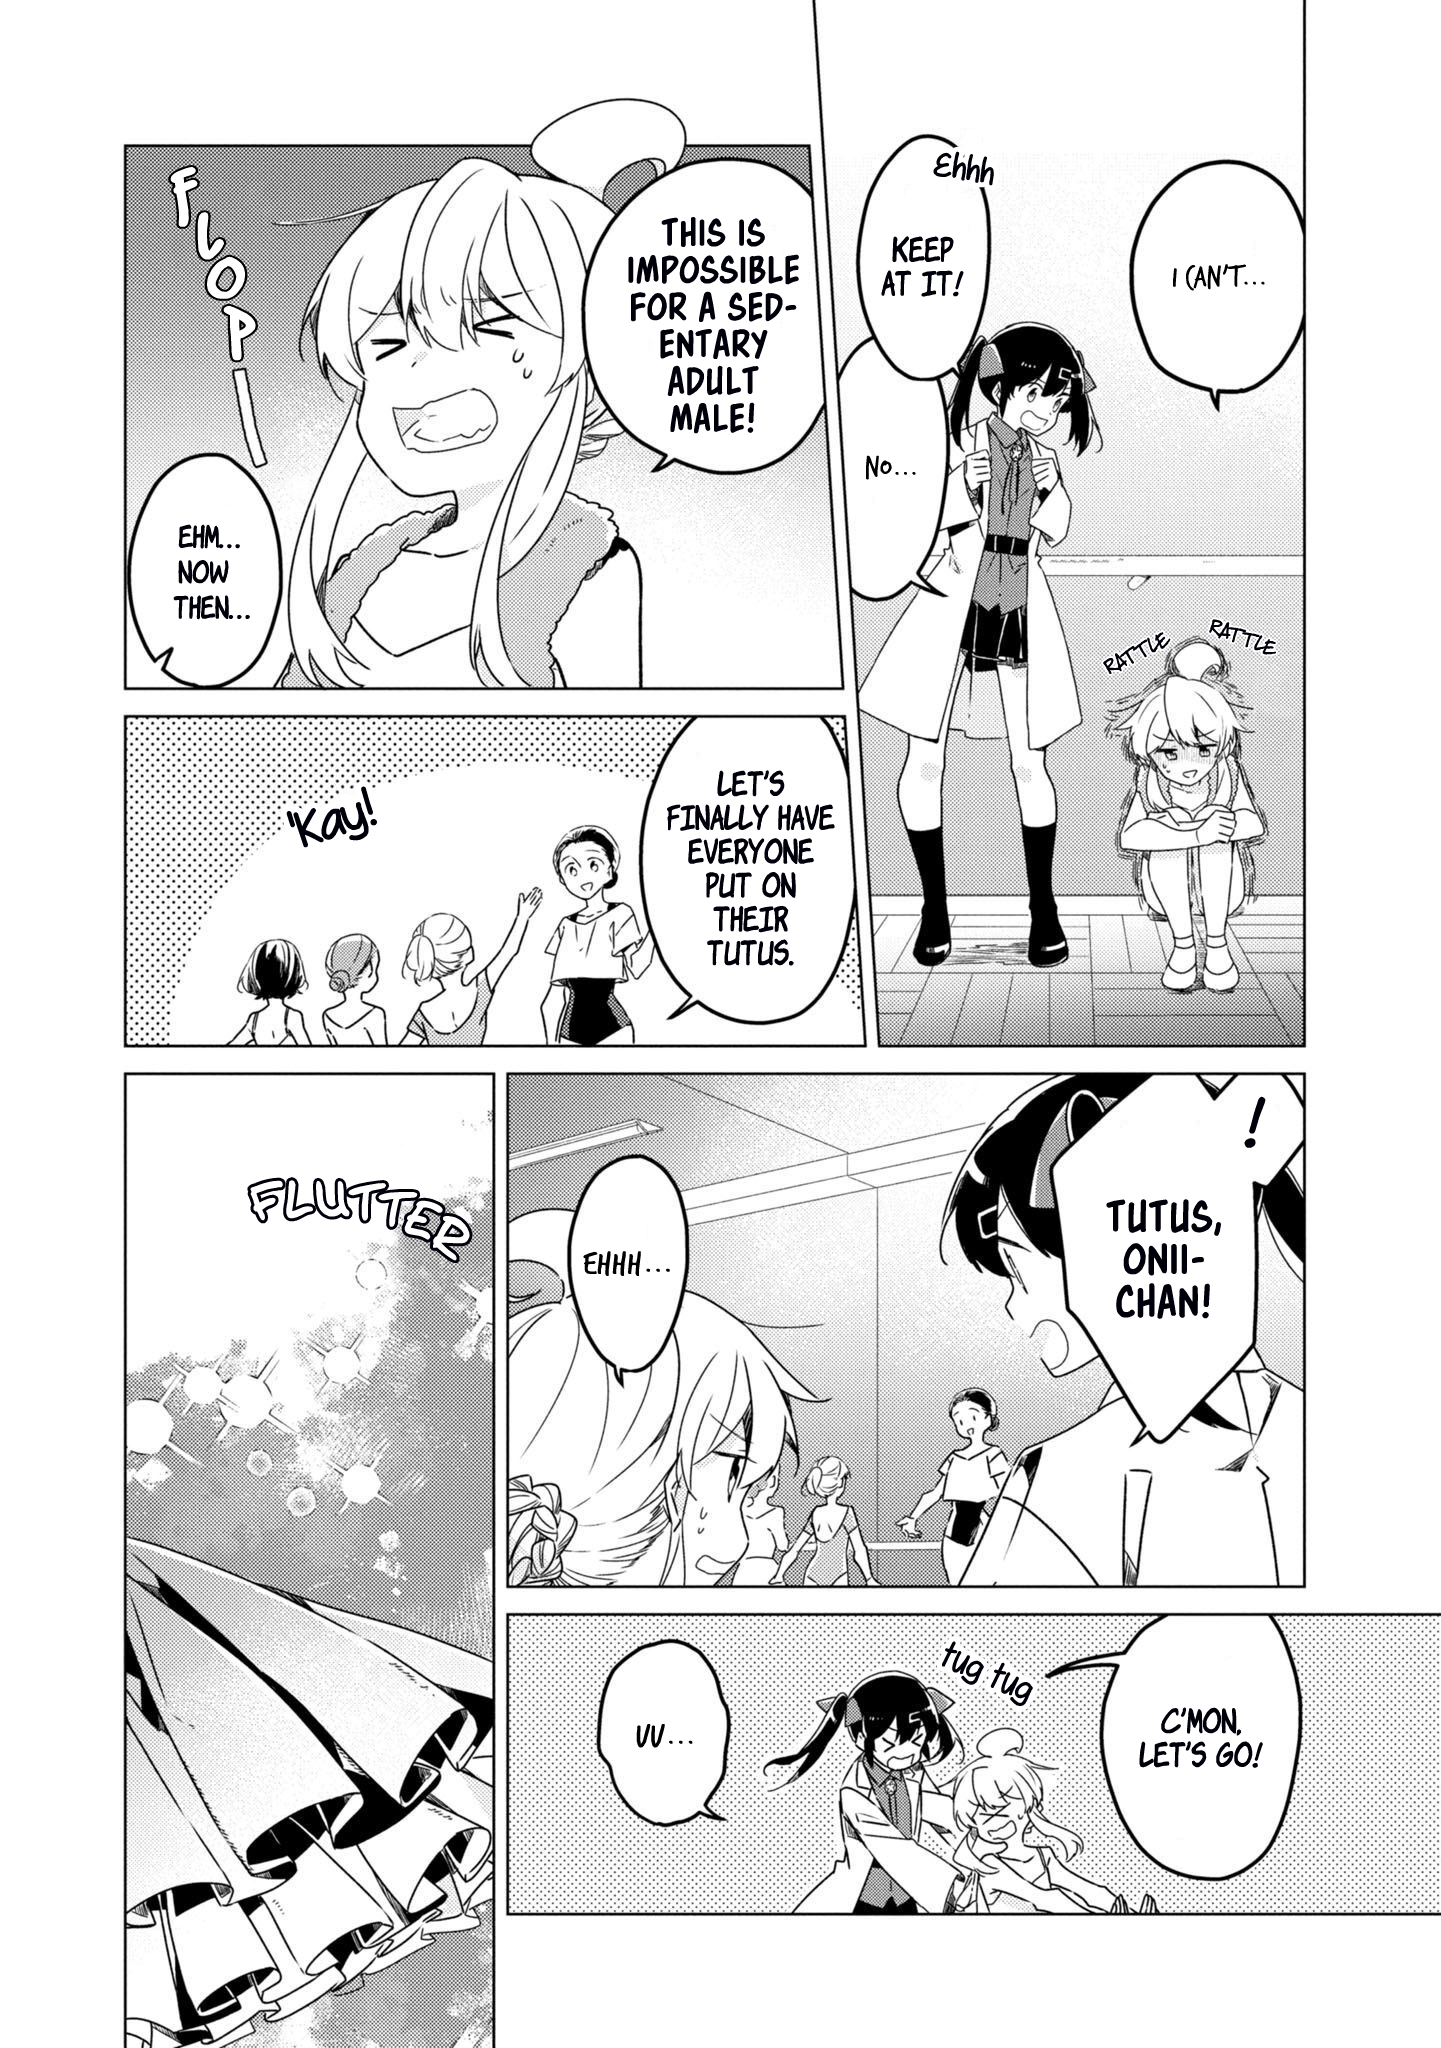 I CAN'T...
Ehhh
KEEP
AT IT!
No...
RATTLE
RATTLE
THIS IS
IMPOSSIBLE
FOR A SED-
ENTARY
ADULT
MALE!
FLOP
EHM...
NOW
THEN...
LET'S
FINALLY HAVE
EVERYONE
PUT ON
THEIR
TUTUS.
'Kay!
!
TUTUS,
ONII-
CHAN!
EHHH...
C'MON,
LET'S GO!
tug tug
UU...
FLUTTER